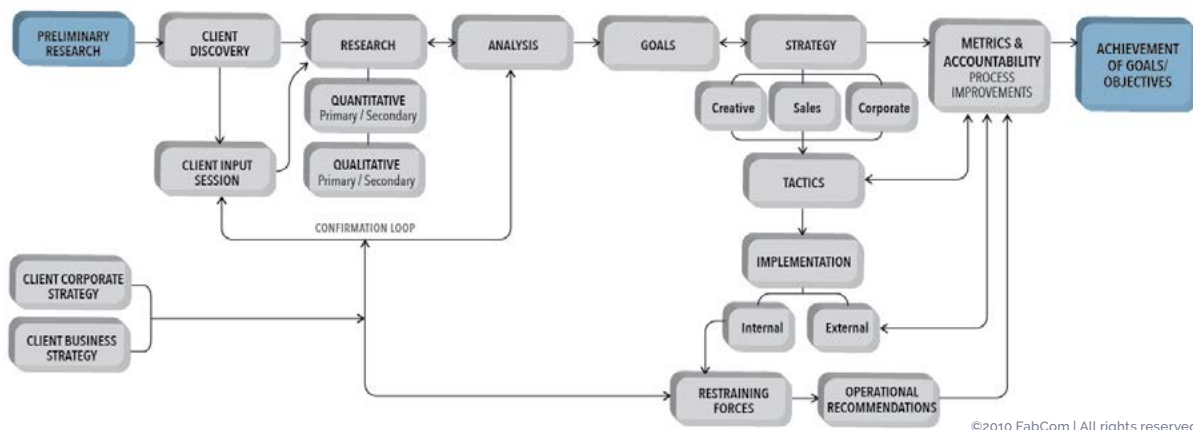 PRELIMINARY
RESEARCH
CLIENT
DISCOVERY
RESEARCH
ANALYSIS
GOALS
STRATEGY
METRICS &
ACCOUNTABILITY
PROCESS
IMPROVEMENTS
ACHIEVEMENT
OF GOALS/
OBJECTIVES
QUANTITATIVE
Primary / Secondary
Creative
Sales
Corporate
CLIENT INPUT
SESSION
QUALITATIVE
Primary / Secondary
TACTICS
CONFIRMATION LOOP
CLIENT CORPORATE
STRATEGY
IMPLEMENTATION
CLIENT BUSINESS
STRATEGY
Internal
External
RESTRAINING
FORCES
OPERATIONAL
RECOMMENDATIONS
©2010 FabCom | All rights reserved